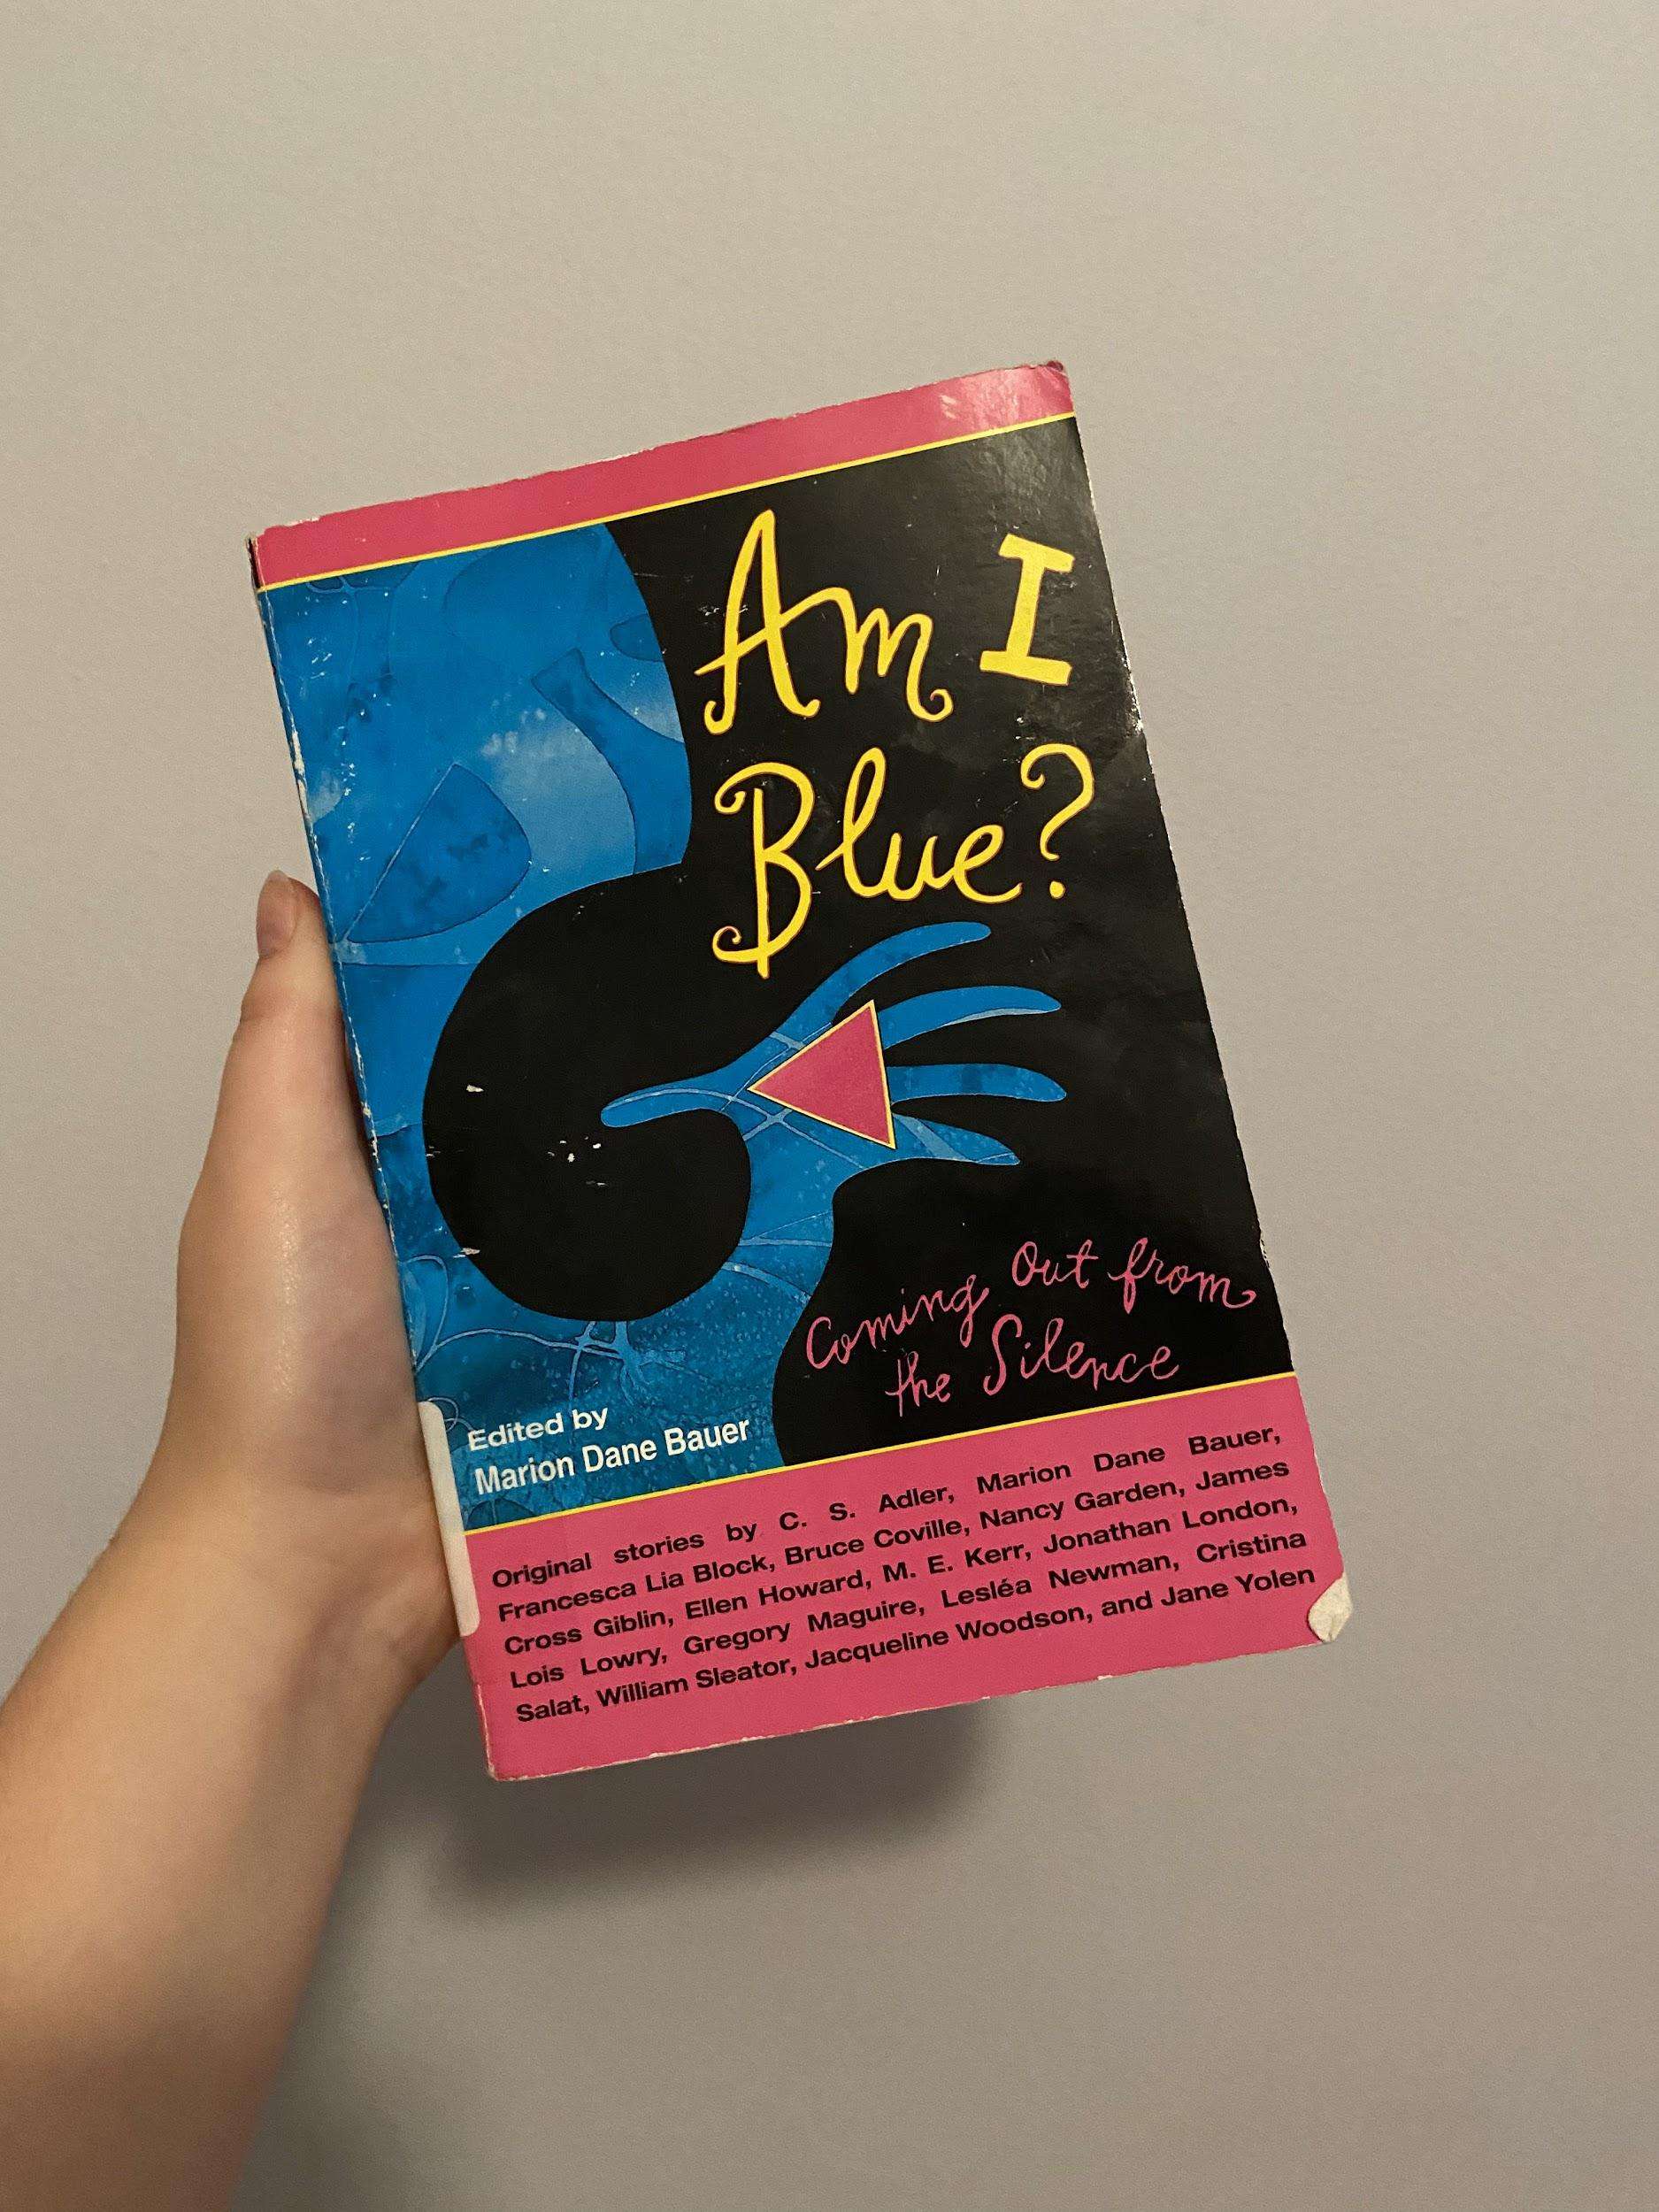 Am I
Blue?
Coming Out from
the Silence
Edited by
Marion Dane Bauer
Original stories by C. S. Adler, Marion Dane Bauer,
Francesca Lia Block, Bruce Coville, Nancy Garden, James
Cross Giblin, Ellen Howard, M. E. Kerr, Jonathan London,
Lois Lowry, Gregory Maguire, Lesléa Newman, Cristina
Salat, William Sleator, Jacqueline Woodson, and Jane Yolen